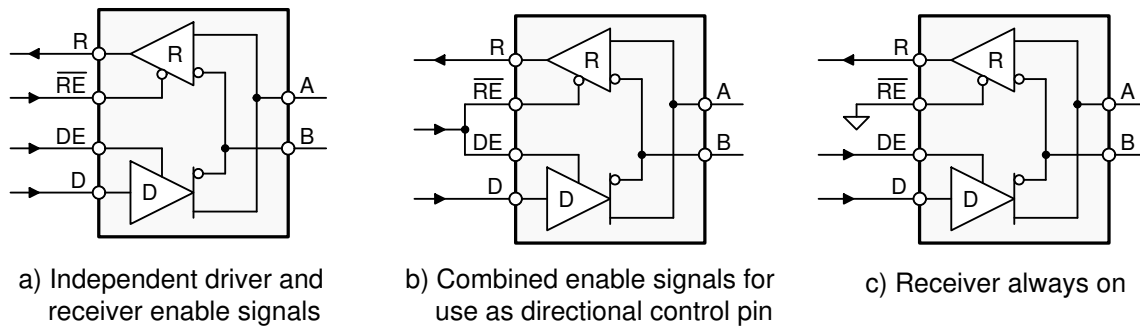 R
R
RE
A
DE
B
D
D
a) Independent driver and
receiver enable signals
R
R
RE
A
DE
B
D
D
b) Combined enable signals for
use as directional control pin
R
R
RE
A
DE
B
D
D
c) Receiver always on